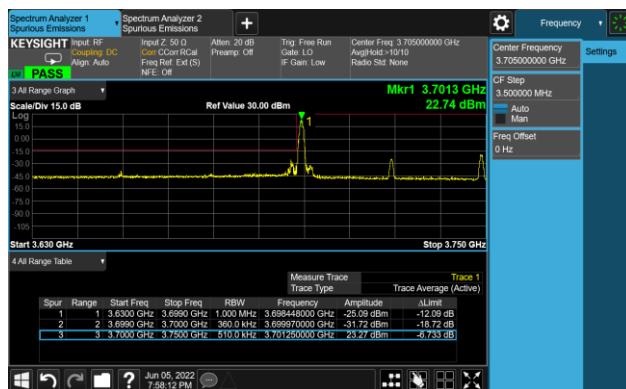 Spectrum Analyzer 1
Spurious Emissions
Spectrum Analyzer 2
Spurious Emissions
+
Frequency
KEYSIGHT
Input: RF
Coupling: DC
Align: Auto
Input Z: 50 Ω
Corr CCorr RCal
Freq Ref: Ext (S)
NFE: Off
Atten: 20 dB
Preamp: Off
Trig: Free Run
Gate: LO
IF Gain: Low
Center Freq: 3.705000000 GHz
Avg|Hold:>10/10
Radio Std: None
PASS
Center Frequency
3.705000000 GHz
Settings
CF Step
3.500000 MHz
Auto
Man
Freq Offset
0 Hz
3 All Range Graph
Mkr1 3.7013 GHz
Scale/Div 15.0 dB
Ref Value 30.00 dBm
22.74 dBm
Log
1
15.0
0.00
-15.0
-30.0
-45.0
-60.0
-75.0
-90.0
-105
Start 3.630 GHz
Stop 3.750 GHz
4 All Range Table
Measure Trace Trace 1
Trace Type Trace Average (Active)
Spur Range Start Freq Stop Freq RBW Frequency Amplitude ΔLimit
1 1 3.6300 GHz 3.6990 GHz 1.000 MHz 3.698448000 GHz -25.09 dBm -12.09 dB
2 2 3.6990 GHz 3.7000 GHz 360.0 kHz 3.699970000 GHz -31.72 dBm -18.72 dB
3 3 3.7000 GHz 3.7500 GHz 510.0 kHz 3.701250000 GHz 23.27 dBm -6.733 dB
?
Jun 05, 2022
7:58:12 PM